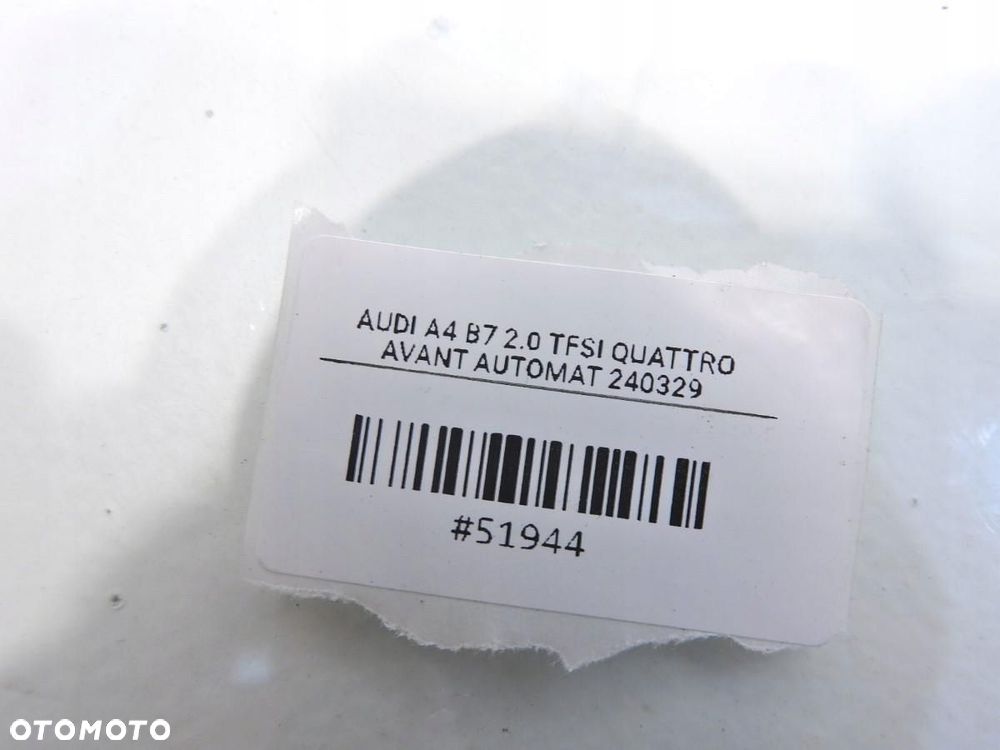 AUDI A4 B7 2.0 TFSI QUATTRO
AVANT AUTOMAT 240329
#51944
OTOMOTO